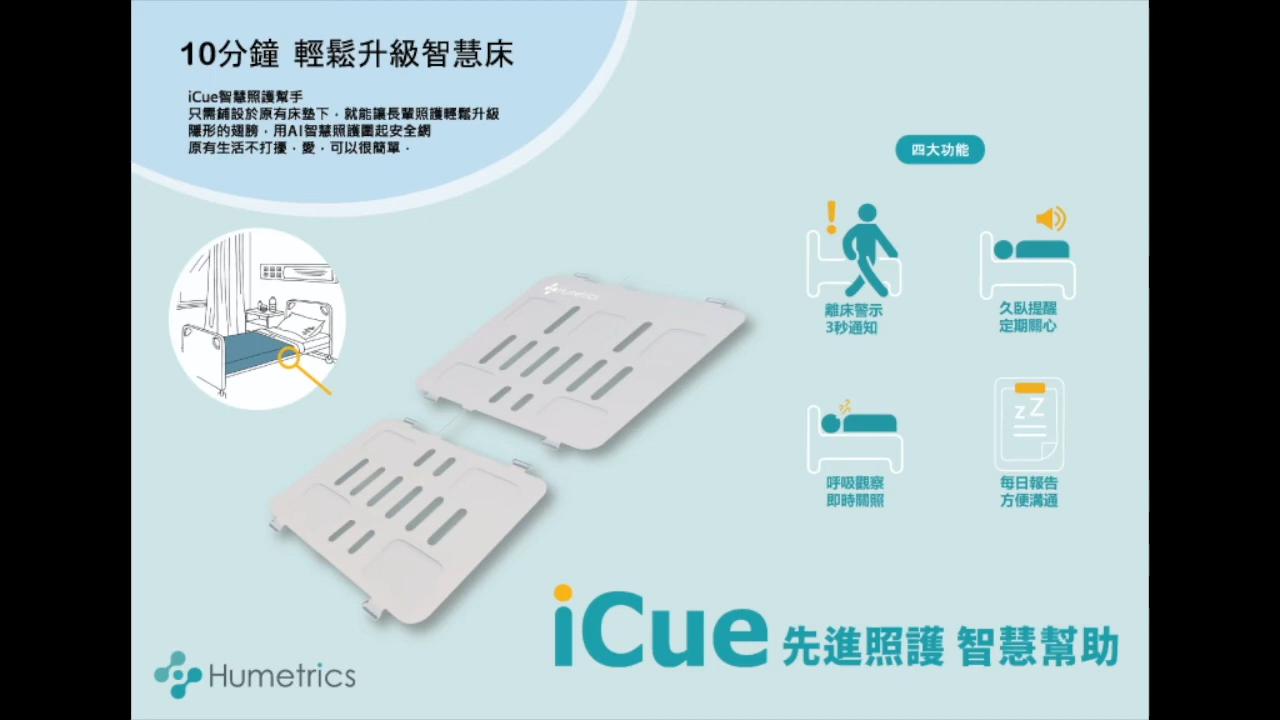 10分鐘 輕鬆升級智慧床
iCue智慧照護幫手
只需鋪設於原有床墊下，就能讓長輩照護輕鬆升級
隱形的翅膀，用AI智慧照護圍起安全網
原有生活不打擾，愛，可以很簡單。
四大功能
離床警示
3秒通知
久臥提醒
定期關心
Humetrics
呼吸觀察
即時關照
zZ
每日報告
方便溝通
iCue 先進照護 智慧幫助
Humetrics